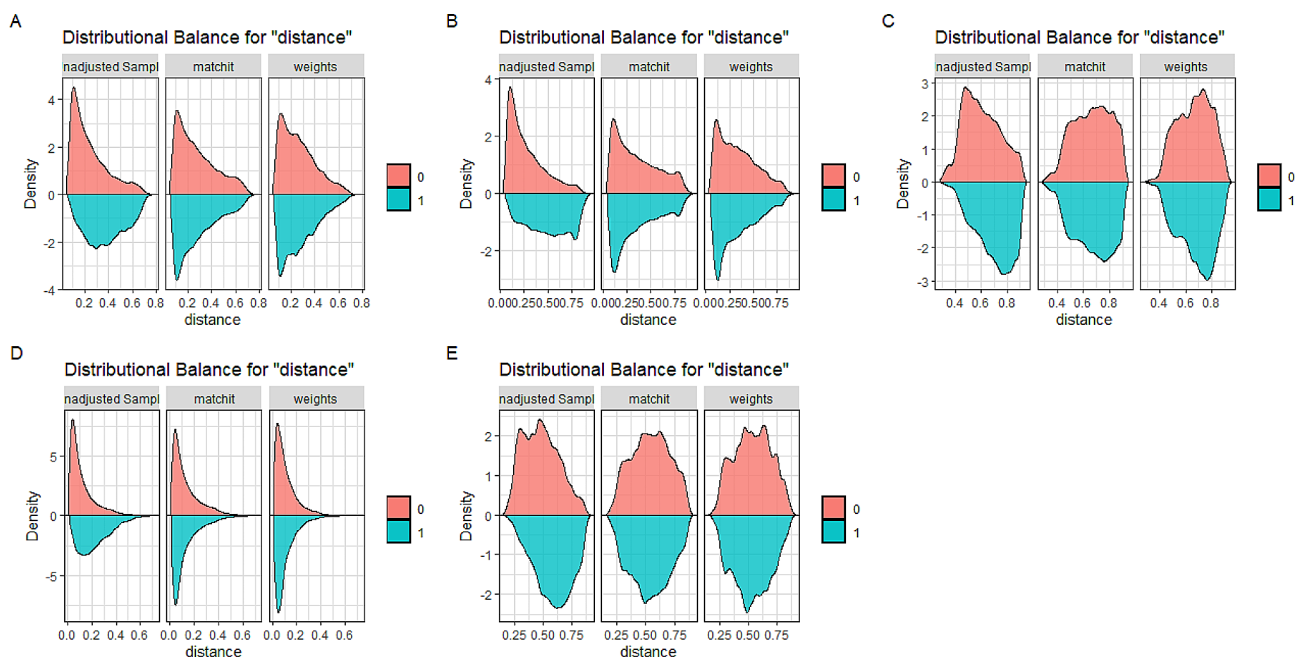 A
Distributional Balance for "distance"
nadjusted Sampl matchit weights
4
2
0
-2
-4
Density
0.2 0.4 0.6 0.8 0.2 0.4 0.6 0.8 0.2 0.4 0.6 0.8
distance
0
1
B
Distributional Balance for "distance"
nadjusted Sampl matchit weights
4
2
0
-2
Density
0.000.250.500.75 0.000.250.500.75 0.000.250.500.75
distance
0
1
C
Distributional Balance for "distance"
nadjusted Sampl matchit weights
3
2
1
0
-1
-2
-3
Density
0.4 0.6 0.8 0.4 0.6 0.8 0.4 0.6 0.8
distance
0
1
D
Distributional Balance for "distance"
nadjusted Sampl matchit weights
5
0
-5
Density
0.0 0.2 0.4 0.6 0.0 0.2 0.4 0.6 0.0 0.2 0.4 0.6
distance
0
1
E
Distributional Balance for "distance"
nadjusted Sampl matchit weights
2
1
0
-1
-2
Density
0.25 0.50 0.75 0.25 0.50 0.75 0.25 0.50 0.75
distance
0
1